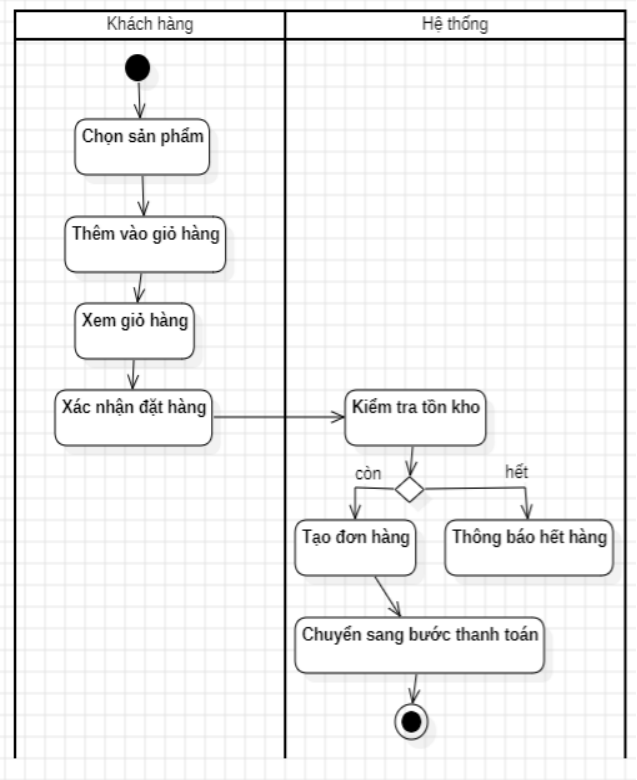 Khách hàng
Hệ thống
Chọn sản phẩm
Thêm vào giỏ hàng
Xem giỏ hàng
Xác nhận đặt hàng
Kiểm tra tồn kho
còn
hết
Tạo đơn hàng
Thông báo hết hàng
Chuyển sang bước thanh toán